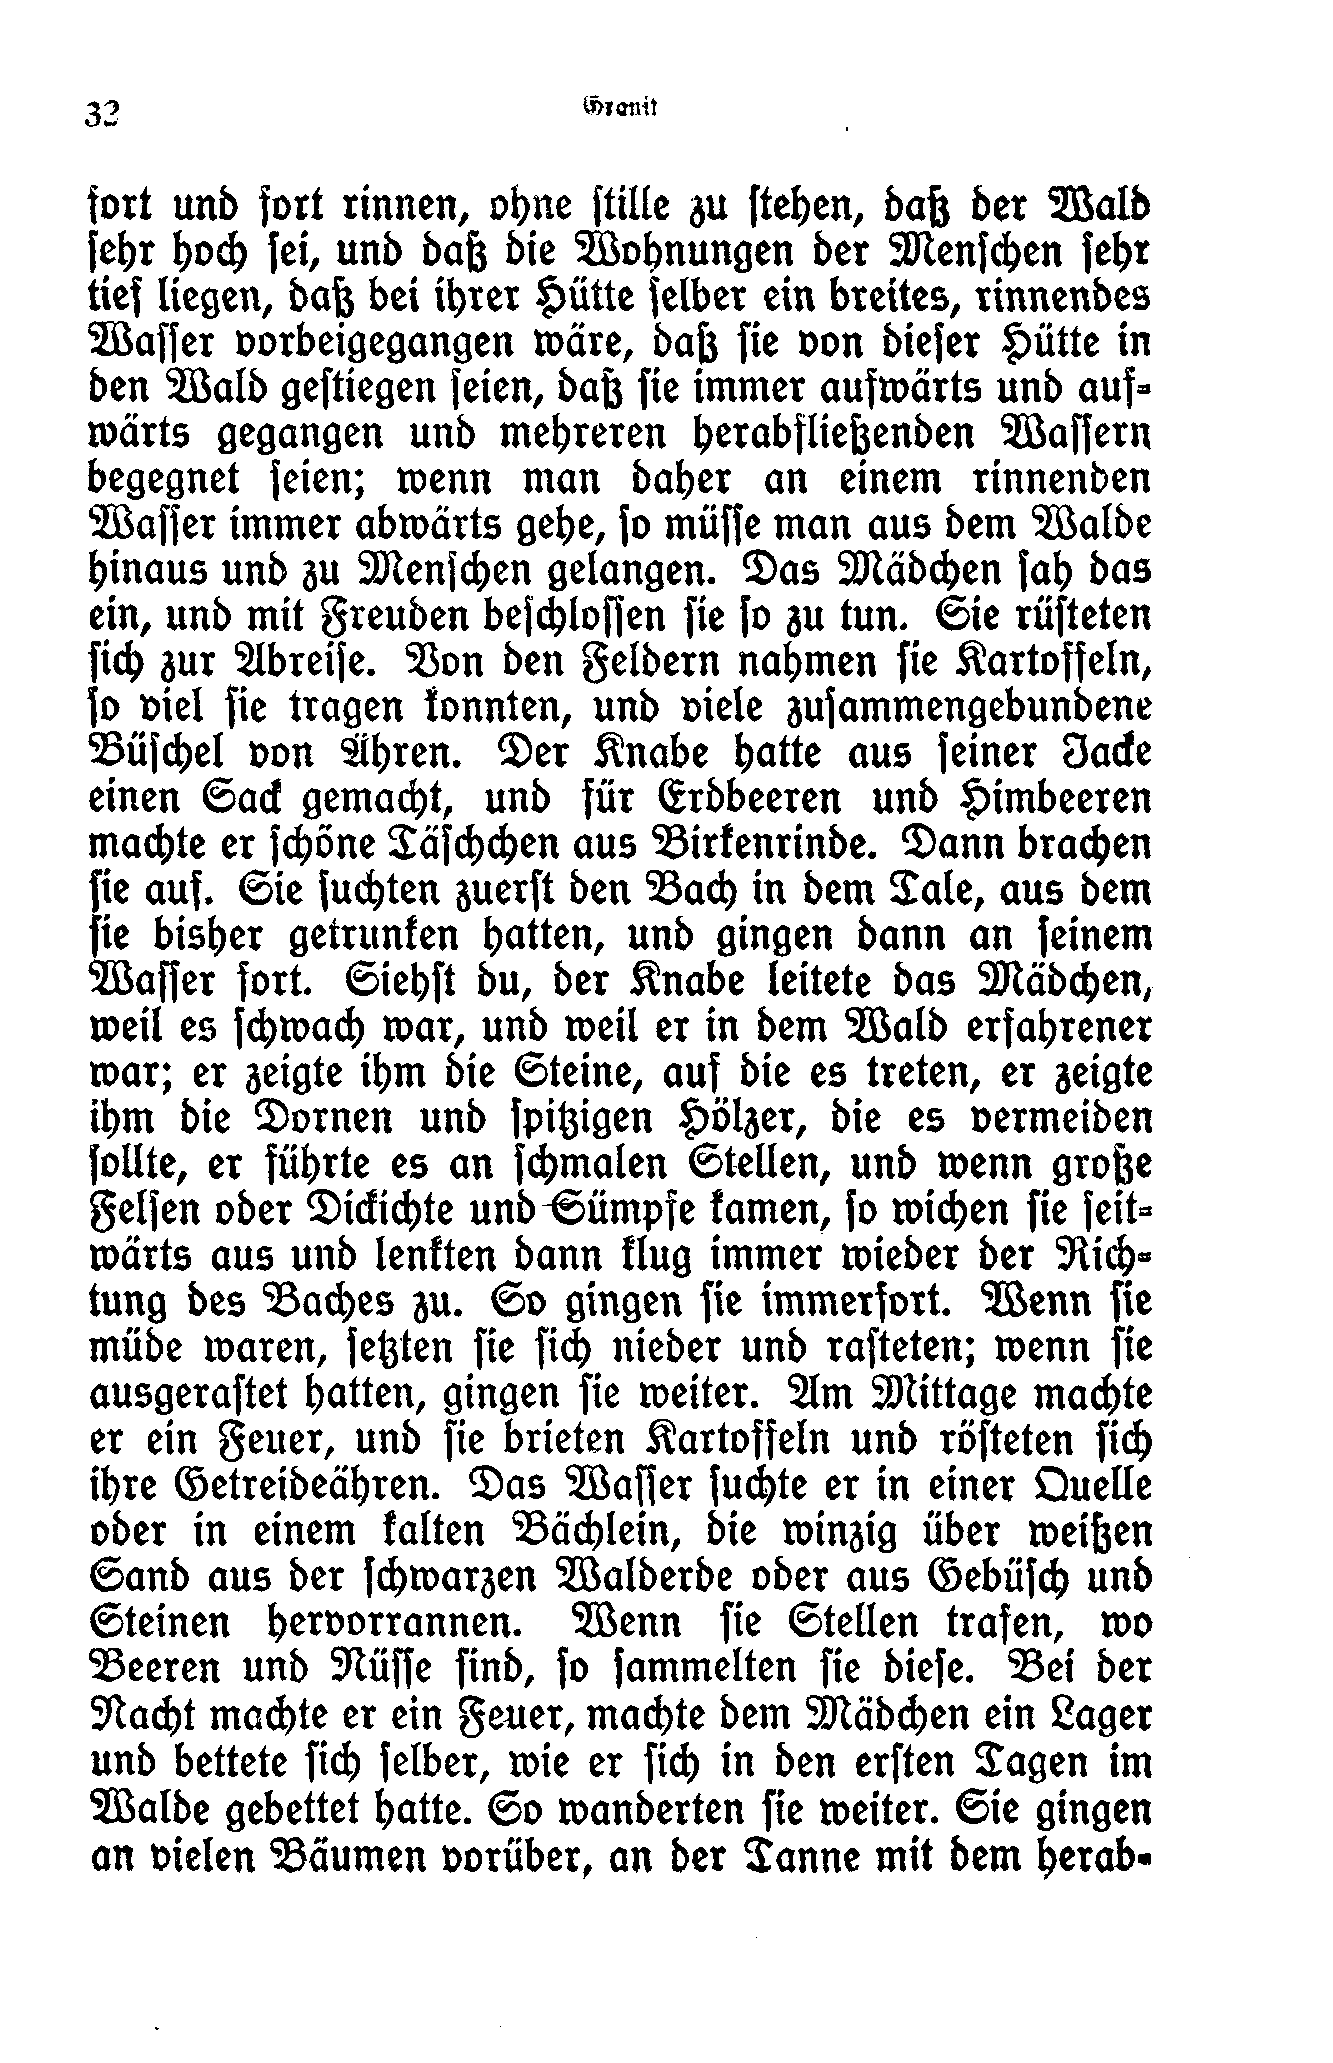 32
Granit
fort und fort rinnen, ohne ſtille zu ſtehen, daß der Wald
ſehr hoch ſei, und daß die Wohnungen der Menſchen ſehr
tief liegen, daß bei ihrer Hütte ſelber ein breites, rinnendes
Waſſer vorbeigegangen wäre, daß ſie von dieſer Hütte in
den Wald geſtiegen ſeien, daß ſie immer aufwärts und auf-
wärts gegangen und mehreren herabfließenden Waſſern
begegnet ſeien; wenn man daher an einem rinnenden
Waſſer immer abwärts gehe, ſo müſſe man aus dem Walde
hinaus und zu Menſchen gelangen. Das Mädchen ſah das
ein, und mit Freuden beſchloſſen ſie ſo zu tun. Sie rüſteten
ſich zur Abreiſe. Von den Feldern nahmen ſie Kartoffeln,
ſo viel ſie tragen konnten, und viele zuſammengebundene
Büſchel von Ähren. Der Knabe hatte aus ſeiner Jacke
einen Sack gemacht, und für Erdbeeren und Himbeeren
machte er ſchöne Täſchchen aus Birkenrinde. Dann brachen
ſie auf. Sie ſuchten zuerſt den Bach in dem Tale, aus dem
ſie bisher getrunken hatten, und gingen dann an ſeinem
Waſſer fort. Siehſt du, der Knabe leitete das Mädchen,
weil es ſchwach war, und weil er in dem Wald erfahrener
war; er zeigte ihm die Steine, auf die es treten, er zeigte
ihm die Dornen und ſpitzigen Hölzer, die es vermeiden
ſollte, er führte es an ſchmalen Stellen, und wenn große
Felſen oder Dickichte und Sümpfe kamen, ſo wichen ſie ſeit-
wärts aus und lenkten dann klug immer wieder der Rich-
tung des Baches zu. So gingen ſie immerfort. Wenn ſie
müde waren, ſetzten ſie ſich nieder und raſteten; wenn ſie
ausgeraſtet hatten, gingen ſie weiter. Am Mittage machte
er ein Feuer, und ſie brieten Kartoffeln und röſteten ſich
ihre Getreideähren. Das Waſſer ſuchte er in einer Quelle
oder in einem kalten Bächlein, die winzig über weißen
Sand aus der ſchwarzen Walderde oder aus Gebüſch und
Steinen hervorrannen. Wenn ſie Stellen trafen, wo
Beeren und Nüſſe ſind, ſo ſammelten ſie dieſe. Bei der
Nacht machte er ein Feuer, machte dem Mädchen ein Lager
und bettete ſich ſelber, wie er ſich in den erſten Tagen im
Walde gebettet hatte. So wanderten ſie weiter. Sie gingen
an vielen Bäumen vorüber, an der Tanne mit dem herab-